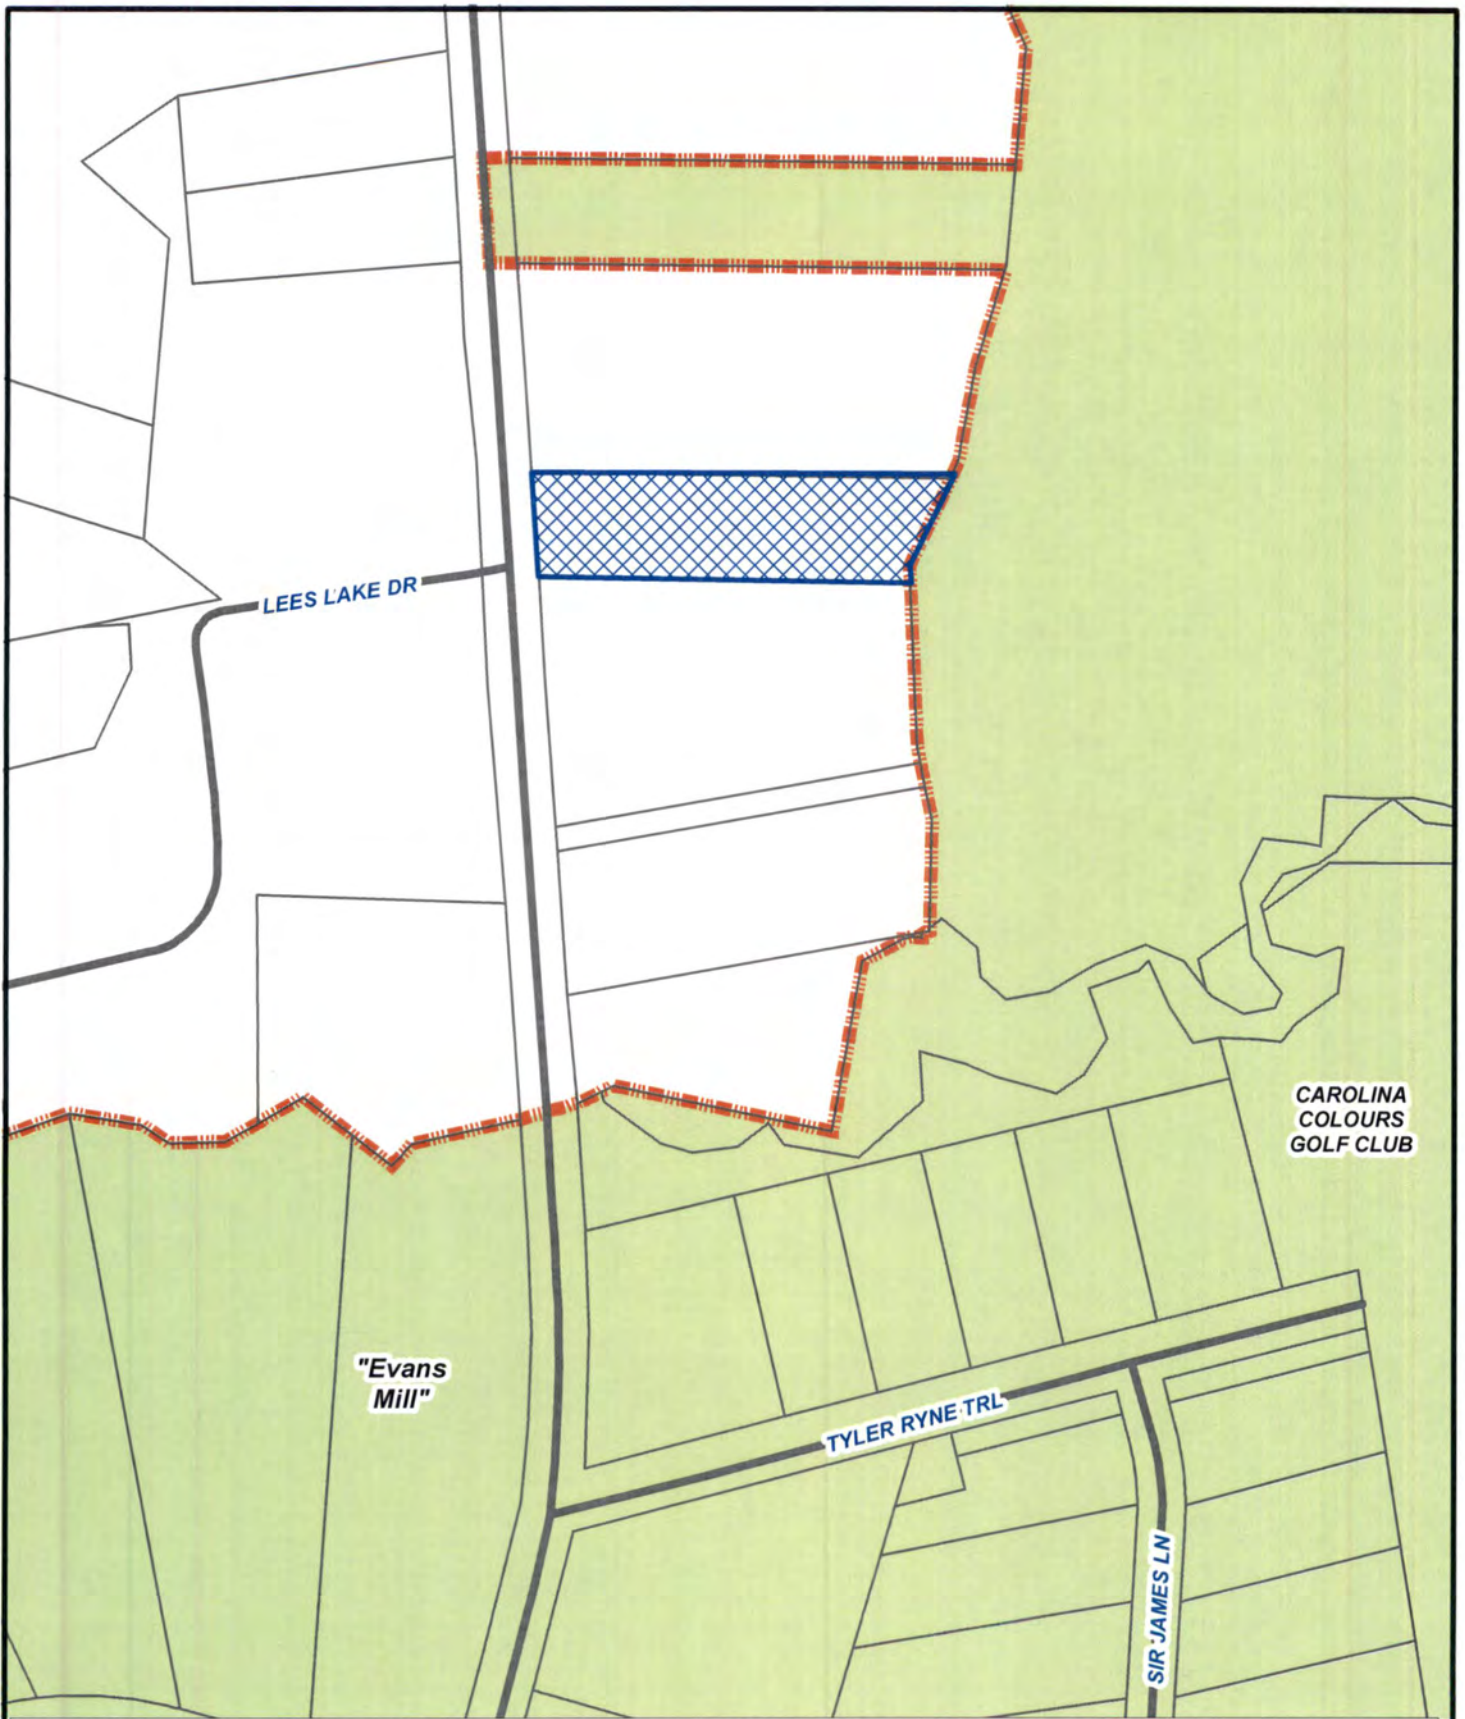 LEES LAKE DR
CAROLINA
COLOURS
GOLF CLUB
"Evans
Mill"
TYLER RYNE TRL
SIR JAMES LN